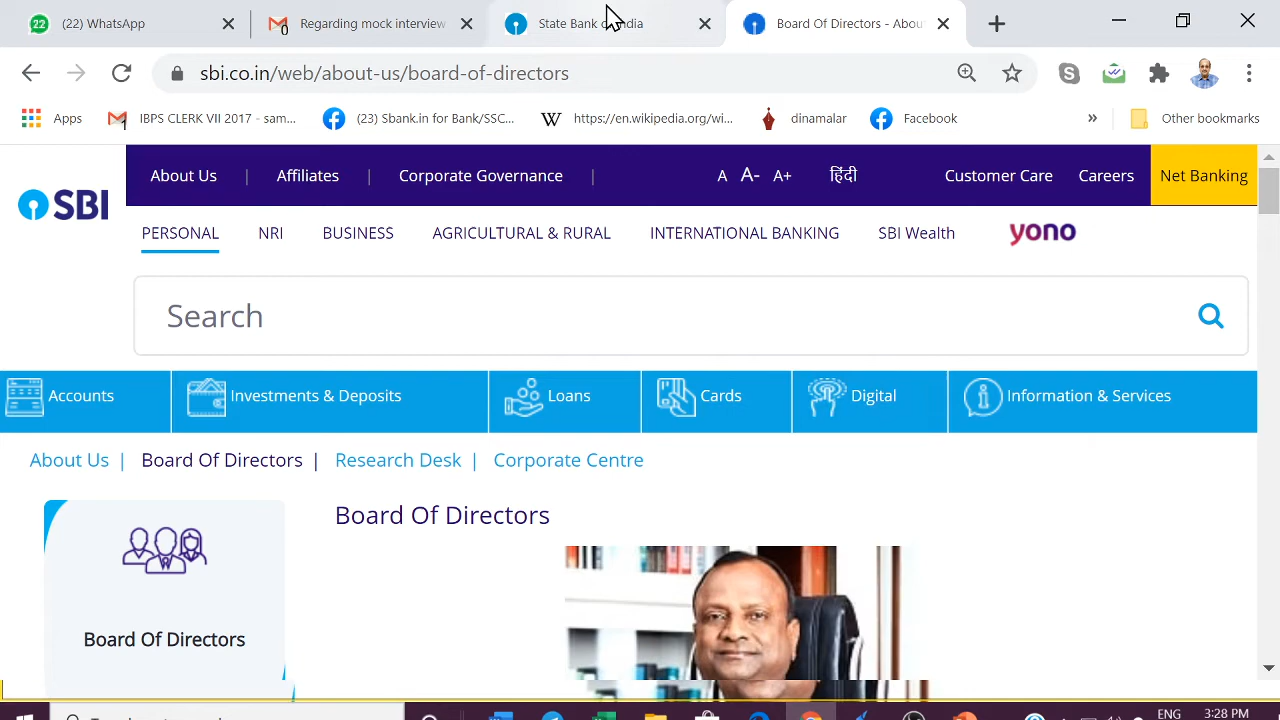 22 (22) WhatsApp
0 Regarding mock interview
State Bank
dia
Board Of Directors - Abou
sbi.co.in/web/about-us/board-of-directors
Apps
IBPS CLERK VII 2017 - sam...
(23) Sbank.in
Bank/SSC...
W https://en.wikipedia.org/wi...
dinamalar
Facebook
»
Other bookmarks
SBI
About Us | Affiliates | Corporate Governance | A A- A+ हिंदी Customer Care Careers Net Banking
PERSONAL NRI BUSINESS AGRICULTURAL & RURAL INTERNATIONAL BANKING SBI Wealth yono
Search
Accounts Investments & Deposits Loans Cards Digital Information & Services
About Us | Board Of Directors | Research Desk | Corporate Centre
Board Of Directors
Board Of Directors
ENG 3:28 PM